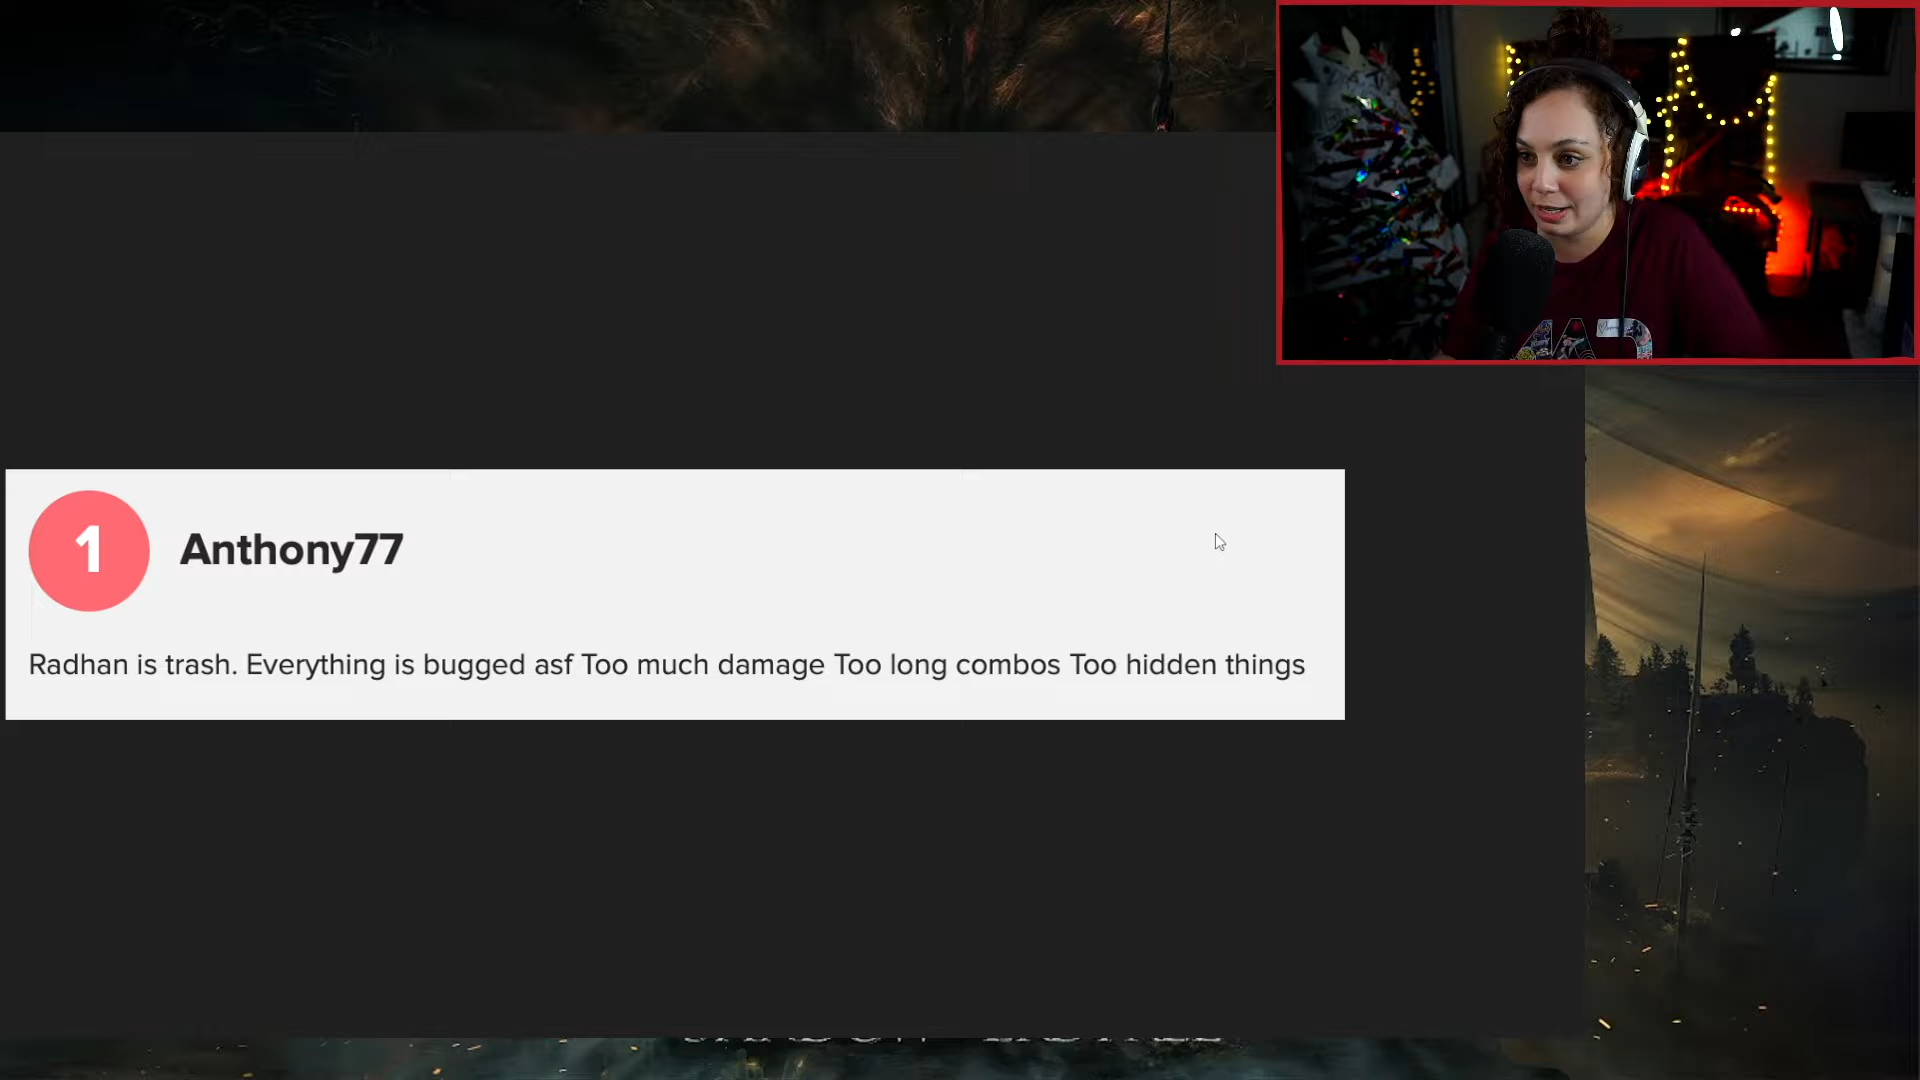 1 Anthony77
Radhan is trash. Everything is bugged asf Too much damage Too long combos Too hidden things